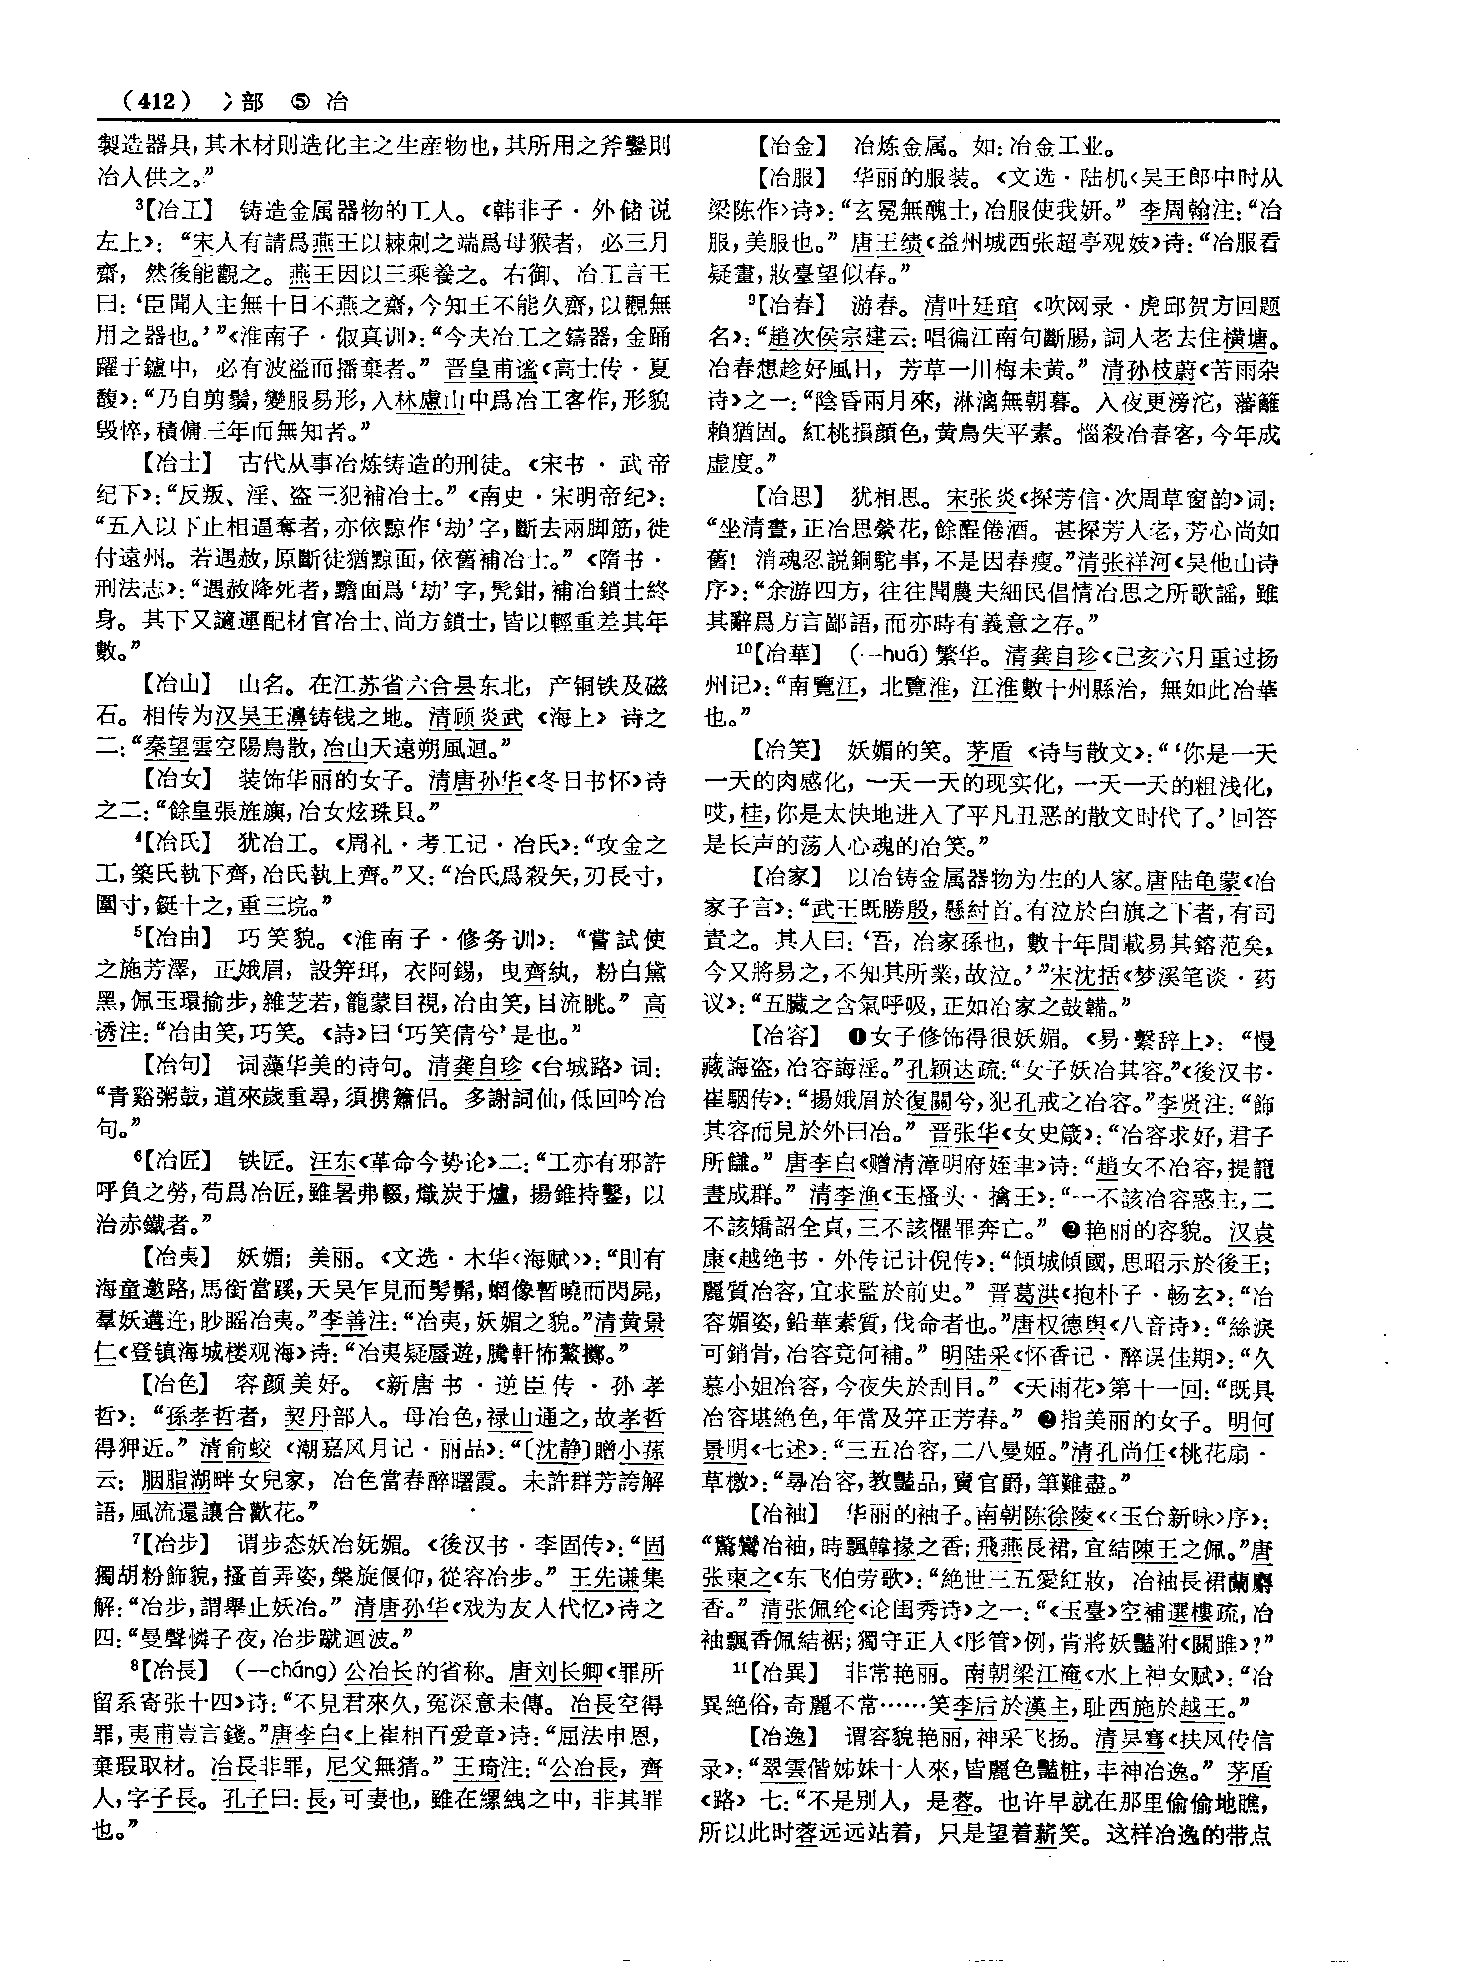 (412) 冫部 ⑤ 冶
製造器具，其木材則造化主之生産物也，其所用之斧鑿則
冶人供之。”
³【冶工】 铸造金属器物的工人。《韩非子·外储说
左上》：“宋人有請爲燕王以棘刺之端爲母猴者，必三月
齋，然後能觀之。燕王因以三乘養之。右御、冶工言王
曰：‘臣聞人主無十日不燕之齋，今知王不能久齋，以觀無
用之器也。’”《淮南子·俶真训》：“今夫冶工之鑄器，金踊
躍于鑪中，必有波溢而播棄者。”晋皇甫谧《高士传·夏
馥》：“乃自剪鬚，變服易形，入林慮山中爲冶工客作，形貌
毁悴，積傭三年而無知者。”
【冶士】 古代从事冶炼铸造的刑徒。《宋书·武帝
纪下》：“反叛、淫、盗三犯補冶士。”《南史·宋明帝纪》：
“五人以下止相逼奪者，亦依黥作‘劫’字，斷去兩脚筋，徙
付遠州。若遇赦，原斷徒猶黥面，依舊補冶士。”《隋书·
刑法志》：“遇赦降死者，黵面爲‘劫’字，髡鉗，補冶鎖士終
身。其下又謫運配材官冶士、尚方鎖士，皆以輕重差其年
數。”
【冶山】 山名。在江苏省六合县东北，产铜铁及磁
石。相传为汉吴王濞铸钱之地。清顾炎武《海上》诗之
二：“秦望雲空陽鳥散，冶山天遠朔風迴。”
【冶女】 装饰华丽的女子。清唐孙华《冬日书怀》诗
之二：“餘皇張旌旟，冶女炫珠貝。”
⁴【冶氏】 犹冶工。《周礼·考工记·冶氏》：“攻金之
工，築氏執下齊，冶氏執上齊。”又：“冶氏爲殺矢，刃長寸，
圍寸，鋌十之，重三垸。”
⁵【冶由】 巧笑貌。《淮南子·修务训》：“嘗試使
之施芳澤，正娥眉，設笄珥，衣阿錫，曳齊紈，粉白黛
黑，佩玉環揄步，雜芝若，籠蒙目視，冶由笑，目流眺。”高
诱注：“冶由笑，巧笑。《詩》曰‘巧笑倩兮’是也。”
【冶句】 词藻华美的诗句。清龚自珍《台城路》词：
“青谿粥鼓，道來歲重尋，須携簫侣。多謝詞仙，低回吟冶
句。”
⁶【冶匠】 铁匠。汪东《革命今势论》二：“工亦有邪許
呼負之勞，苟爲冶匠，雖暑弗輟，熾炭于爐，揚錐持鑿，以
治赤鐵者。”
【冶夷】 妖媚；美丽。《文选·木华〈海赋〉》：“則有
海童邀路，馬銜當蹊，天吴乍見而髣髴，蝄像暫曉而閃屍，
羣妖遘迕，眇䁘冶夷。”李善注：“冶夷，妖媚之貌。”清黄景
仁《登镇海城楼观海》诗：“冶夷疑蜃遊，騰軒怖鰲擲。”
【冶色】 容颜美好。《新唐书·逆臣传·孙孝
哲》：“孫孝哲者，契丹部人。母冶色，禄山通之，故孝哲
得狎近。”清俞蛟《潮嘉风月记·丽品》：“〔沈静〕贈小蓀
云：胭脂湖畔女兒家，冶色當春醉曙霞。未許群芳誇解
語，風流還讓合歡花。”
⁷【冶步】 谓步态妖冶妩媚。《後汉书·李固传》：“固
獨胡粉飾貌，搔首弄姿，槃旋偃仰，從容冶步。”王先谦集
解：“冶步，謂舉止妖冶。”清唐孙华《戏为友人代忆》诗之
四：“曼聲憐子夜，冶步蹴迴波。”
⁸【冶長】 (—cháng)公冶长的省称。唐刘长卿《罪所
留系寄张十四》诗：“不見君來久，冤深意未傳。冶長空得
罪，夷甫豈言錢。”唐李白《上崔相百爱章》诗：“屈法申恩，
棄瑕取材。冶長非罪，尼父無猜。”王琦注：“公冶長，齊
人，字子長。孔子曰：長，可妻也，雖在縲紲之中，非其罪
也。”
【冶金】 冶炼金属。如：冶金工业。
【冶服】 华丽的服装。《文选·陆机〈吴王郎中时从
梁陈作〉诗》：“玄冕無醜士，冶服使我妍。”李周翰注：“冶
服，美服也。”唐王绩《益州城西张超亭观妓》诗：“冶服看
疑畫，妝臺望似春。”
⁹【冶春】 游春。清叶廷琯《吹网录·虎邱贺方回题
名》：“趙次侯宗建云：唱徧江南句斷腸，詞人老去住横塘。
冶春想趁好風日，芳草一川梅未黄。”清孙枝蔚《苦雨杂
诗》之一：“陰昏兩月來，淋漓無朝暮。入夜更滂沱，藩籬
賴猶固。紅桃損顔色，黄鳥失平素。惱殺冶春客，今年成
虚度。”
【冶思】 犹相思。宋张炎《探芳信·次周草窗韵》词：
“坐清晝，正冶思縈花，餘酲倦酒。甚探芳人老，芳心尚如
舊！消魂忍説銅駝事，不是因春瘦。”清张祥河《吴他山诗
序》：“余游四方，往往聞農夫細民倡情冶思之所歌謡，雖
其辭爲方言鄙語，而亦時有義意之存。”
¹⁰【冶華】 (—huá)繁华。清龚自珍《己亥六月重过扬
州记》：“南覽江，北覽淮，江淮數十州縣治，無如此冶華
也。”
【冶笑】 妖媚的笑。茅盾《诗与散文》：“‘你是一天
一天的肉感化，一天一天的现实化，一天一天的粗浅化，
哎，桂，你是太快地进入了平凡丑恶的散文时代了。’回答
是长声的荡人心魂的冶笑。”
【冶家】 以冶铸金属器物为生的人家。唐陆龟蒙《冶
家子言》：“武王既勝殷，懸紂首。有泣於白旗之下者，有司
責之。其人曰：‘吾，冶家孫也，數十年間載易其鎔范矣，
今又將易之，不知其所業，故泣。’”宋沈括《梦溪笔谈·药
议》：“五臟之含氣呼吸，正如冶家之鼓鞴。”
【冶容】 ❶女子修饰得很妖媚。《易·繫辞上》：“慢
藏誨盗，冶容誨淫。”孔颖达疏：“女子妖冶其容。”《後汉书·
崔駰传》：“揚娥眉於復關兮，犯孔戒之冶容。”李贤注：“飾
其容而見於外曰冶。”晋张华《女史箴》：“冶容求好，君子
所讎。”唐李白《赠清漳明府姪聿》诗：“趙女不冶容，提籠
晝成群。”清李渔《玉搔头·擒王》：“一不該冶容惑主，二
不該矯詔全貞，三不該懼罪奔亡。”❷艳丽的容貌。汉袁
康《越绝书·外传记计倪传》：“傾城傾國，思昭示於後王；
麗質冶容，宜求監於前史。”晋葛洪《抱朴子·畅玄》：“冶
容媚姿，鉛華素質，伐命者也。”唐权德舆《八音诗》：“絲淚
可銷骨，冶容竟何補。”明陆采《怀香记·醉误佳期》：“久
慕小姐冶容，今夜失於刮目。”《天雨花》第十一回：“既具
冶容堪絶色，年當及笄正芳春。”❷指美丽的女子。明何
景明《七述》：“三五冶容，二八曼姬。”清孔尚任《桃花扇·
草檄》：“尋冶容，教豔品，賣官爵，筆難盡。”
【冶袖】 华丽的袖子。南朝陈徐陵《〈玉台新咏〉序》：
“驚鸞冶袖，時飄韓掾之香；飛燕長裾，宜結陳王之佩。”唐
张柬之《东飞伯劳歌》：“絶世三五愛紅妝，冶袖長裙蘭麝
香。”清张佩纶《论闺秀诗》之一：“《玉臺》空補選樓疏，冶
袖飄香佩結裾；獨守正人《彤管》例，肯將妖豔附《關雎》？”
¹¹【冶異】 非常艳丽。南朝梁江淹《水上神女赋》：“冶
異絶俗，奇麗不常……笑李后於漢主，耻西施於越王。”
【冶逸】 谓容貌艳丽，神采飞扬。清吴骞《扶风传信
录》：“翠雲偕姊妹十人來，皆麗色豔粧，丰神冶逸。”茅盾
《路》七：“不是别人，是蓉。也许早就在那里偷偷地瞧，
所以此时蓉远远站着，只是望着薪笑。这样冶逸的带点